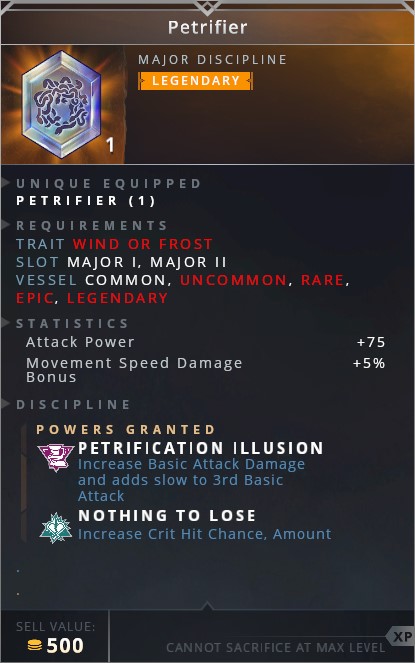 Petrifier
MAJOR DISCIPLINE
LEGENDARY
1
UNIQUE EQUIPPED
PETRIFIER (1)
REQUIREMENTS
TRAIT WIND OR FROST
SLOT MAJOR I, MAJOR II
VESSEL COMMON, UNCOMMON, RARE,
EPIC, LEGENDARY
STATISTICS
Attack Power +75
Movement Speed Damage +5%
Bonus
DISCIPLINE
POWERS GRANTED
PETRIFICATION ILLUSION
Increase Basic Attack Damage
and adds slow to 3rd Basic
Attack
NOTHING TO LOSE
Increase Crit Hit Chance, Amount
.
.
SELL VALUE:
500
XP
CANNOT SACRIFICE AT MAX LEVEL